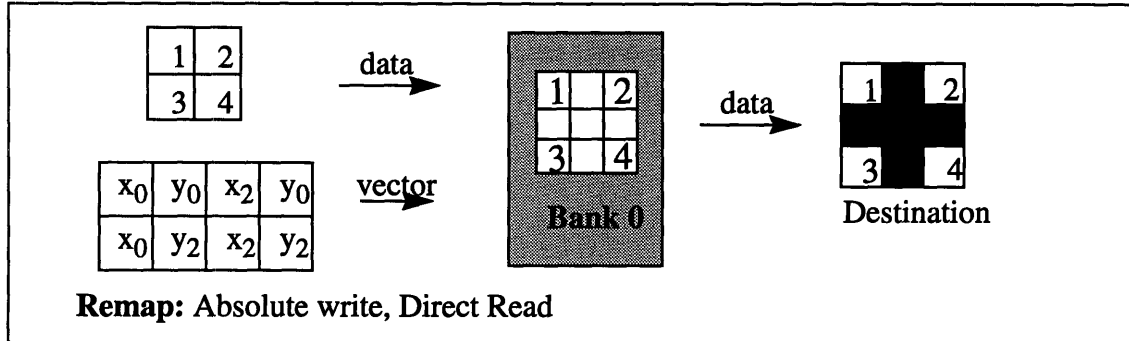 1 2
3 4
data
x₀ y₀ x₂ y₀
x₀ y₂ x₂ y₂
vector
1 2
3 4
Bank 0
data
1 2
3 4
Destination
Remap: Absolute write, Direct Read